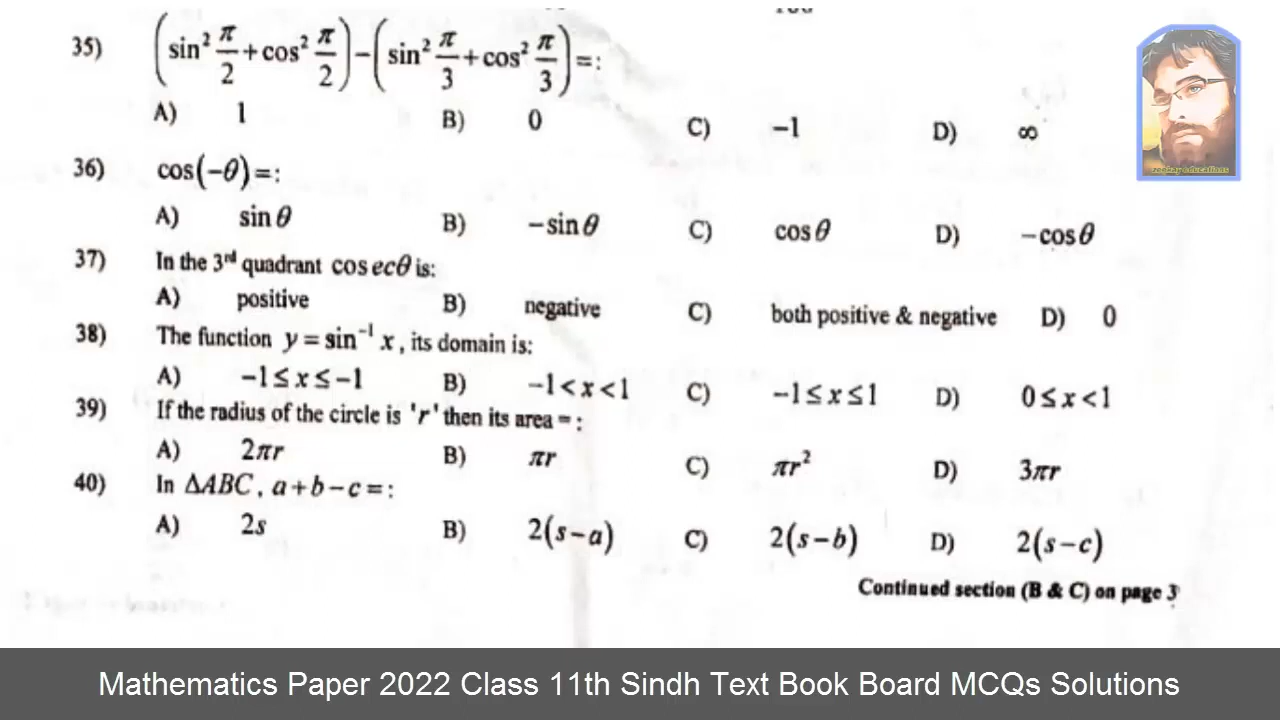 35) (sin² π/2 + cos² π/2) − (sin² π/3 + cos² π/3) =:
A) 1 B) 0 C) −1 D) ∞
36) cos(−θ) =:
A) sin θ B) −sin θ C) cos θ D) −cos θ
37) In the 3rd quadrant cos ecθ is:
A) positive B) negative C) both positive & negative D) 0
38) The function y = sin⁻¹ x, its domain is:
A) −1 ≤ x ≤ −1 B) −1 < x < 1 C) −1 ≤ x ≤ 1 D) 0 ≤ x < 1
39) If the radius of the circle is 'r' then its area = :
A) 2πr B) πr C) πr² D) 3πr
40) In ΔABC, a + b − c =:
A) 2s B) 2(s−a) C) 2(s−b) D) 2(s−c)
Continued section (B & C) on page 3
Mathematics Paper 2022 Class 11th Sindh Text Book Board MCQs Solutions